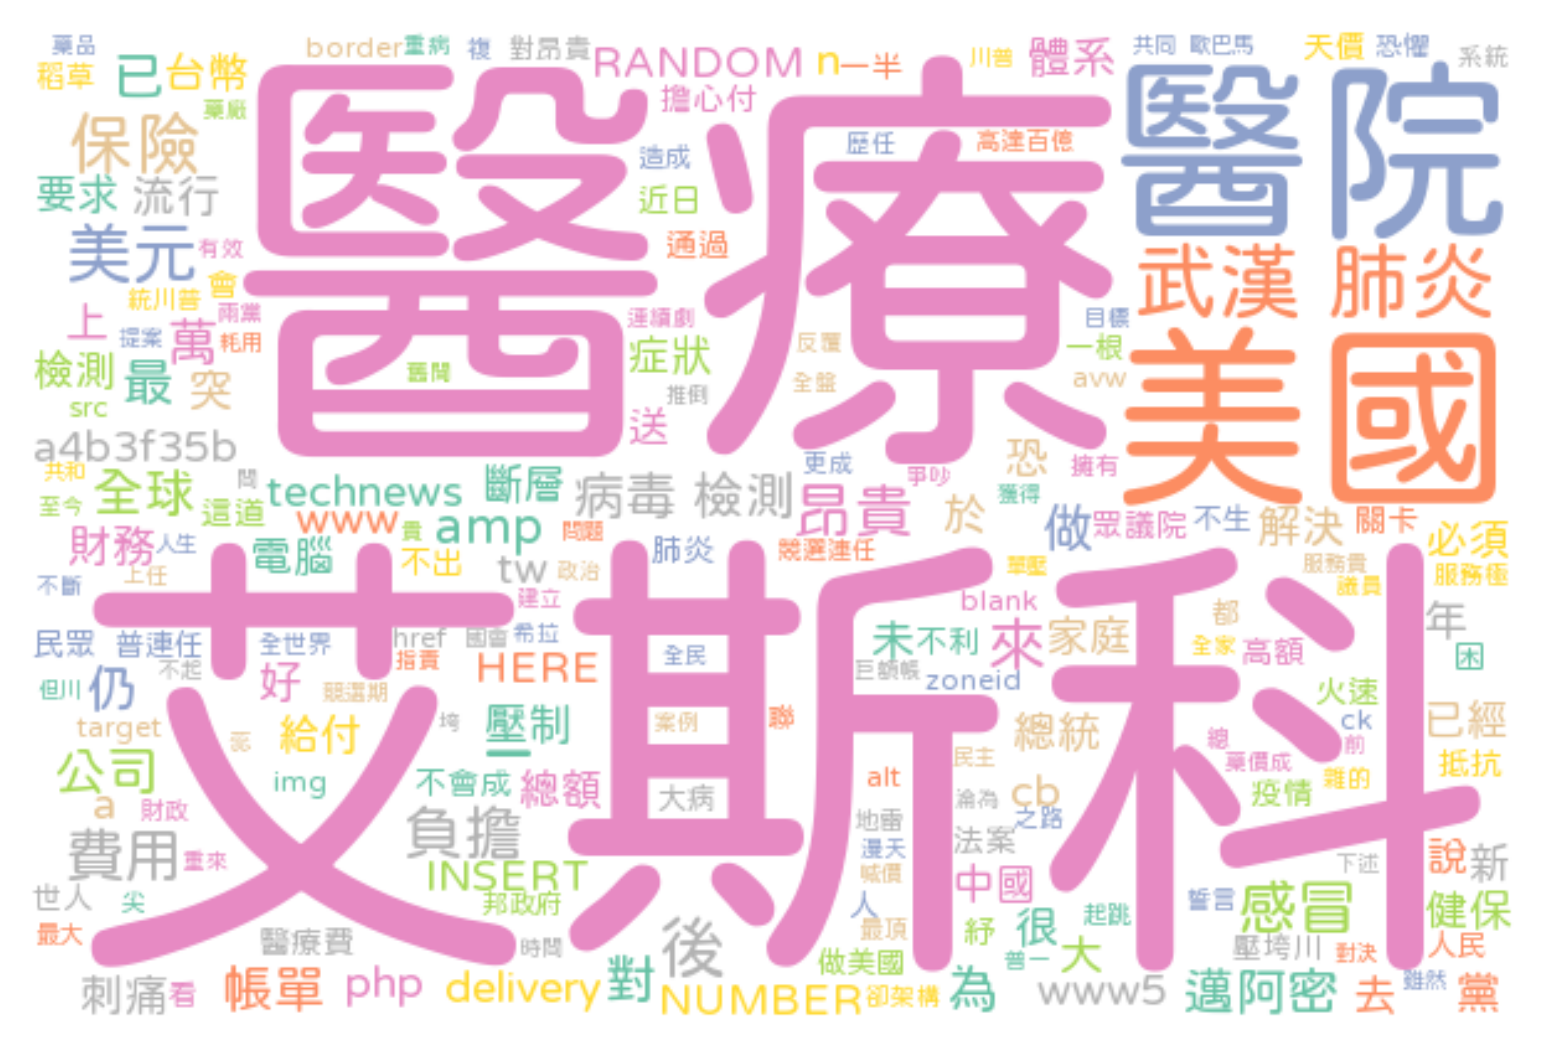 藥品
border
重病
複
對昂貴
RANDOM
n
一半
川普
體系
共同
歐巴馬
天價
恐懼
系統
稻草
已
台幣
藥廠
擔心付
保險
醫療
醫院
歷任
高達百億
造成
要求
流行
近日
美元
有效
通過
武漢
肺炎
會
統川普
上
提案
萬
兩黨
耗用
連續劇
目標
症狀
反覆
一根
美國
檢測
最
突
舊聞
推倒
全盤
avw
src
送
a4b3f35b
恐
擁有
更成
爭吵
共和
全球
問
technews
斷層
病毒
檢測
昂貴
獲得
於
至今
這道
www
貴
amp
問題
做
眾議院
不生
解決
關卡
必須
財務
人生
電腦
不出
tw
政治
肺炎
競選連任
單壓
服務費
議員
服務極
不斷
上任
艾斯科
建立
blank
都
年
民眾
普連任
全世界
href
國會
希拉
指責
未
不利
來
家庭
全家
高額
困
不起
好
HERE
全民
巨額帳
zoneid
但川
仍
競選期
火速
ck
已經
target
垮
給付
壓制
一
案例
聯
總統
總
前
民主
藥價成
抵抗
公司
img
不會成
總額
大病
alt
淪為
cb
疫情
雜的
a
財政
負擔
地雷
之路
費用
重來
漫天
法案
下述
說
新
喊價
INSERT
中國
世人
尖
邦政府
人
誓言
感冒
健保
最大
醫療費
時間
後
最頂
紓
很
起跳
普一
大
壓垮川
對決
人民
做美國
刺痛
看
帳單
php
delivery
對
NUMBER
卻架構
為
www5
邁阿密
去
雖然
黨